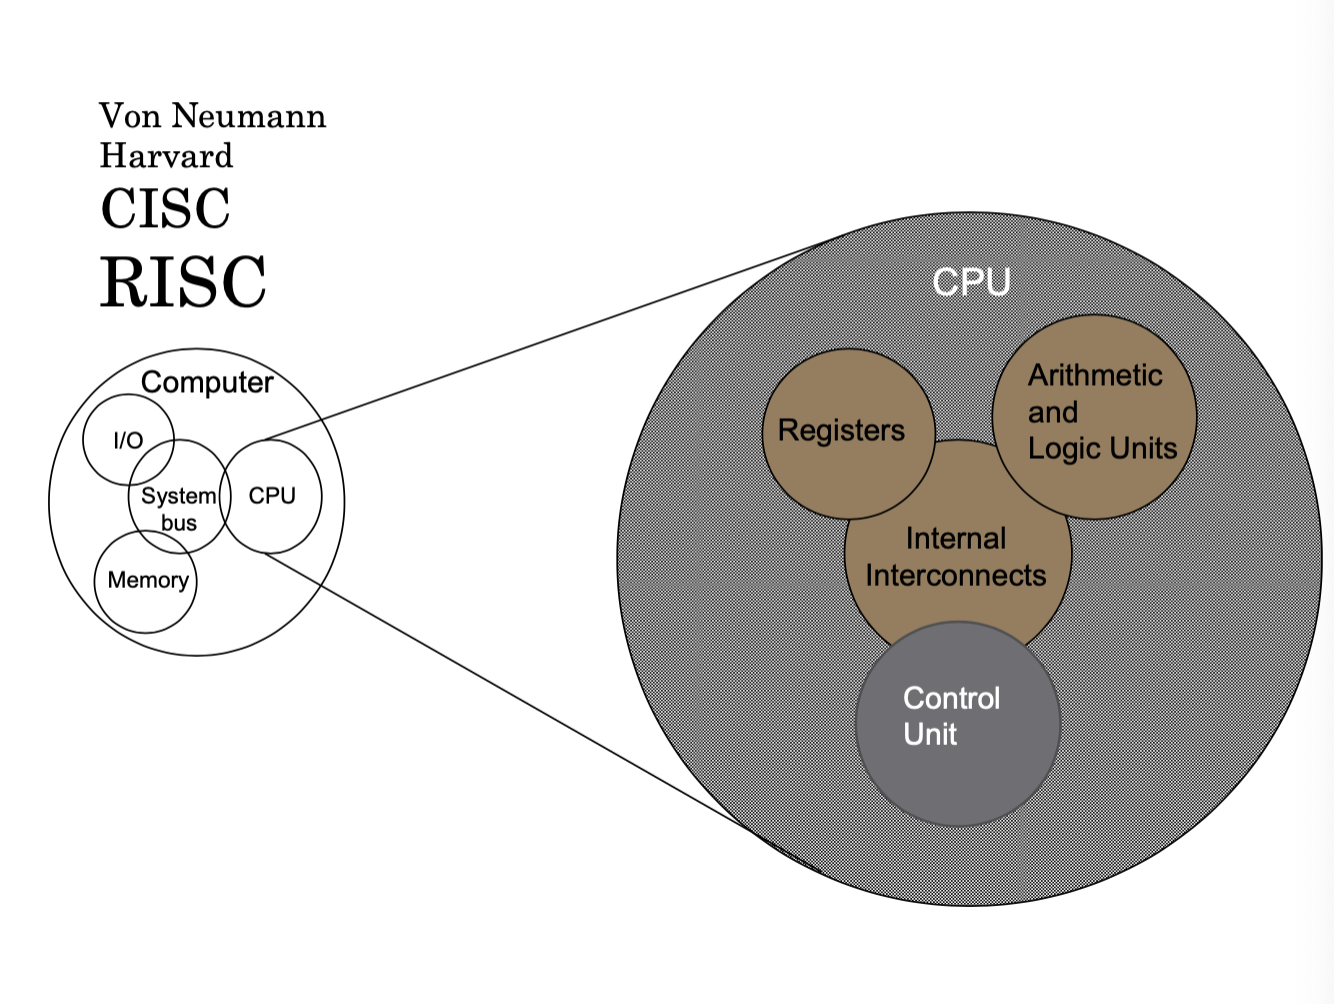 Von Neumann
Harvard
CISC
RISC
Computer
I/O
System
bus
CPU
Memory
CPU
Registers
Arithmetic
and
Logic Units
Internal
Interconnects
Control
Unit